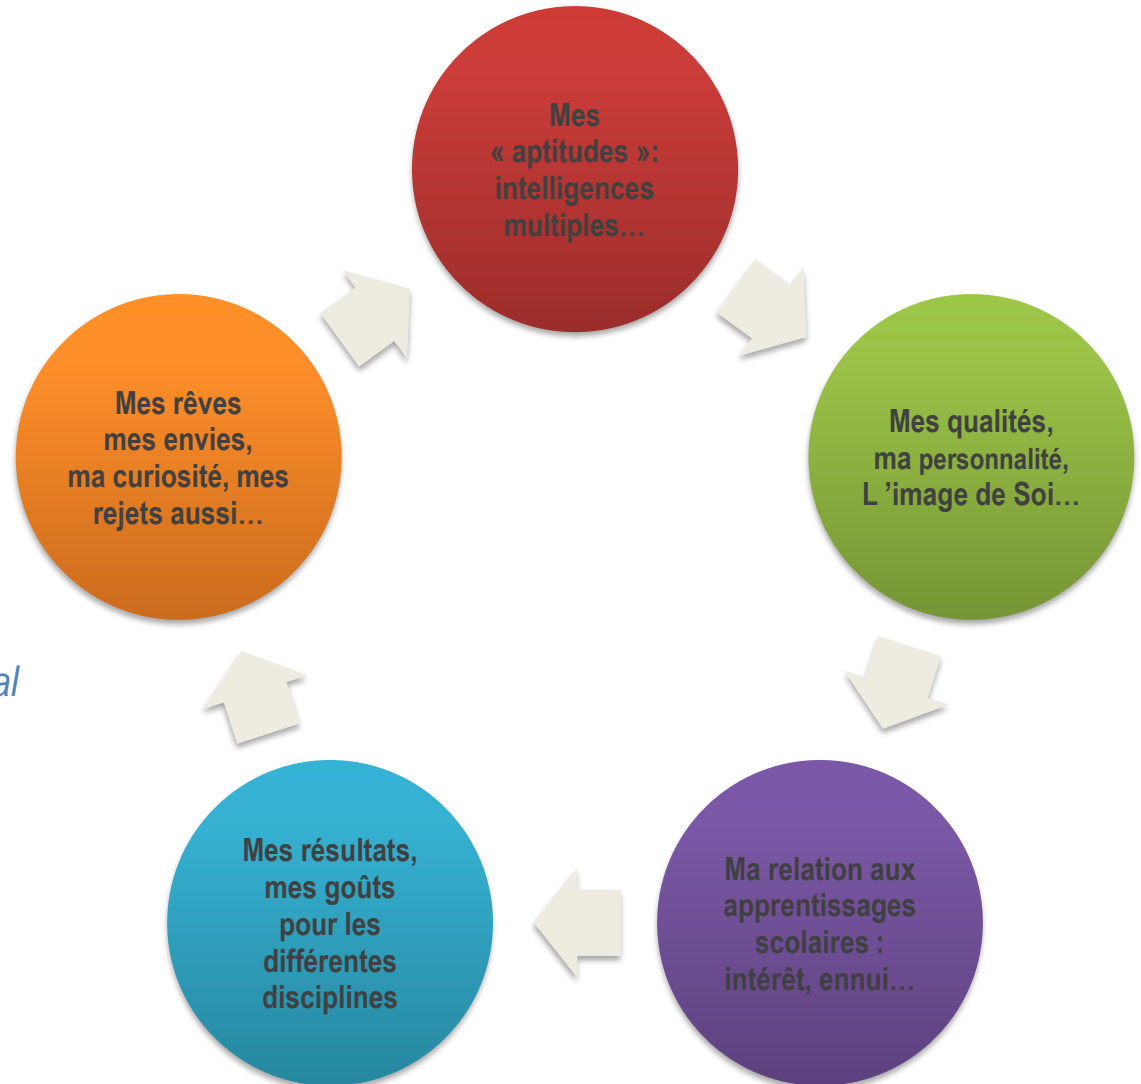 Mes
« aptitudes »:
intelligences
multiples…
Mes qualités,
ma personnalité,
L ’image de Soi…
Ma relation aux
apprentissages
scolaires :
intérêt, ennui…
Mes résultats,
mes goûts
pour les
différentes
disciplines
Mes rêves
mes envies,
ma curiosité, mes
rejets aussi…
al